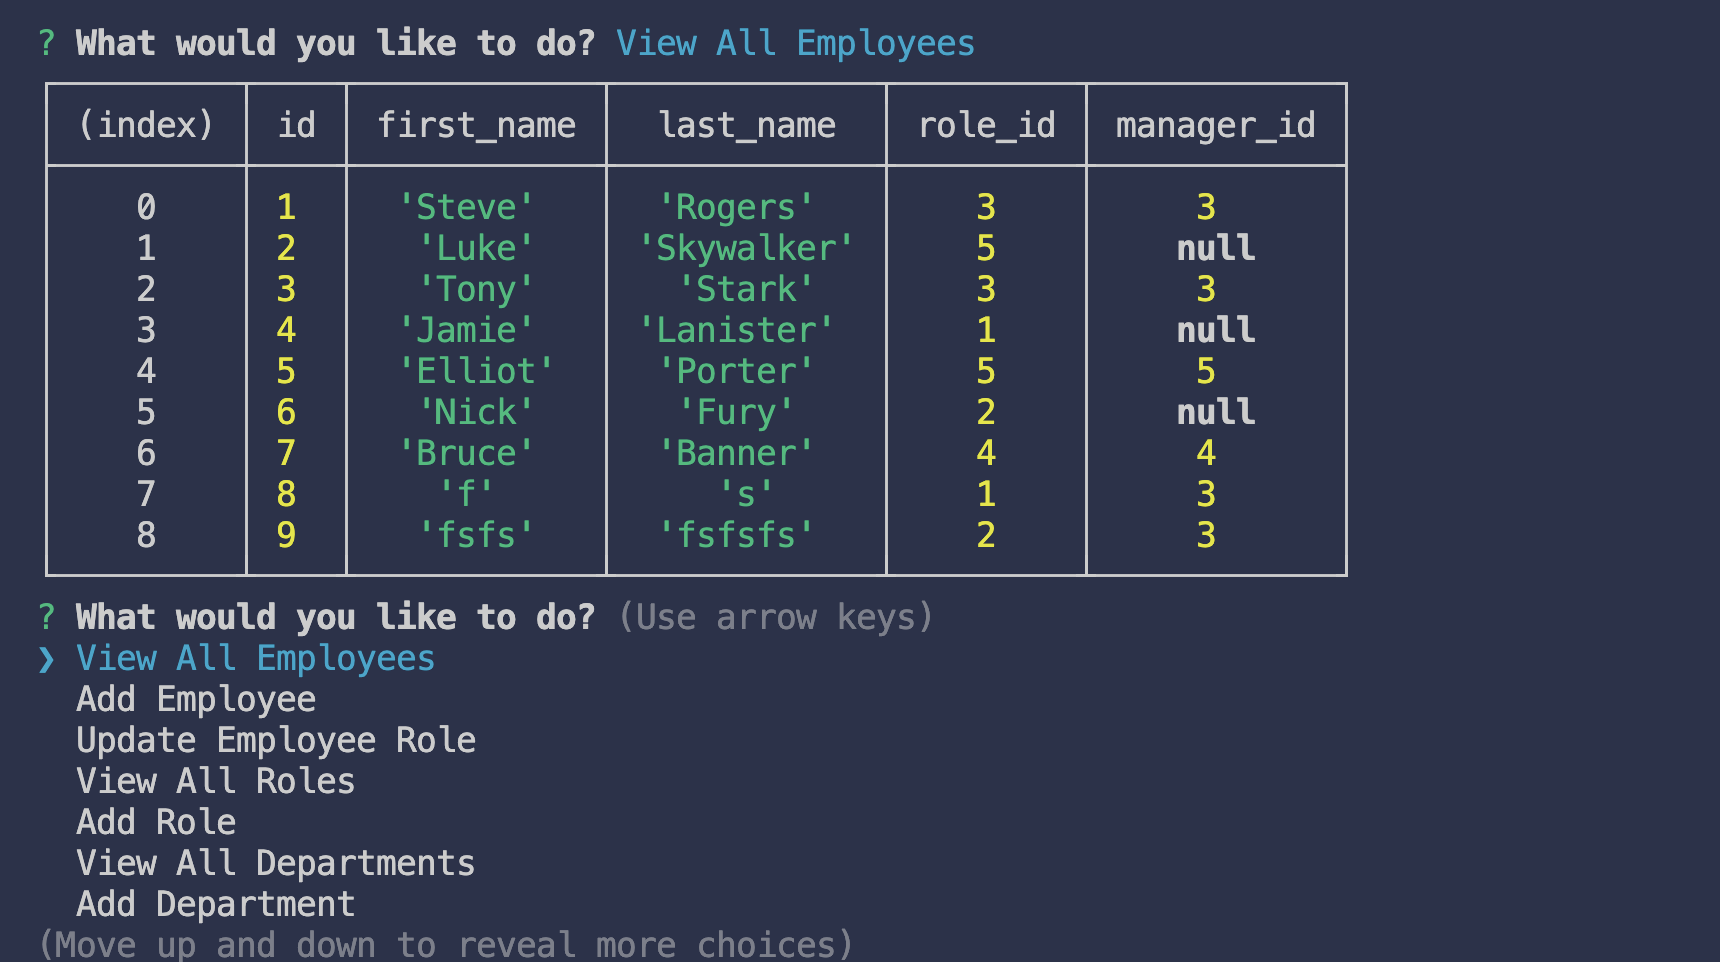 ? What would you like to do? View All Employees
(index) id first_name last_name role_id manager_id
0 1 'Steve' 'Rogers' 3 3
1 2 'Luke' 'Skywalker' 5 null
2 3 'Tony' 'Stark' 3 3
3 4 'Jamie' 'Lanister' 1 null
4 5 'Elliot' 'Porter' 5 5
5 6 'Nick' 'Fury' 2 null
6 7 'Bruce' 'Banner' 4 4
7 8 'f' 's' 1 3
8 9 'fsfs' 'fsfsfs' 2 3
? What would you like to do? (Use arrow keys)
❯ View All Employees
Add Employee
Update Employee Role
View All Roles
Add Role
View All Departments
Add Department
(Move up and down to reveal more choices)